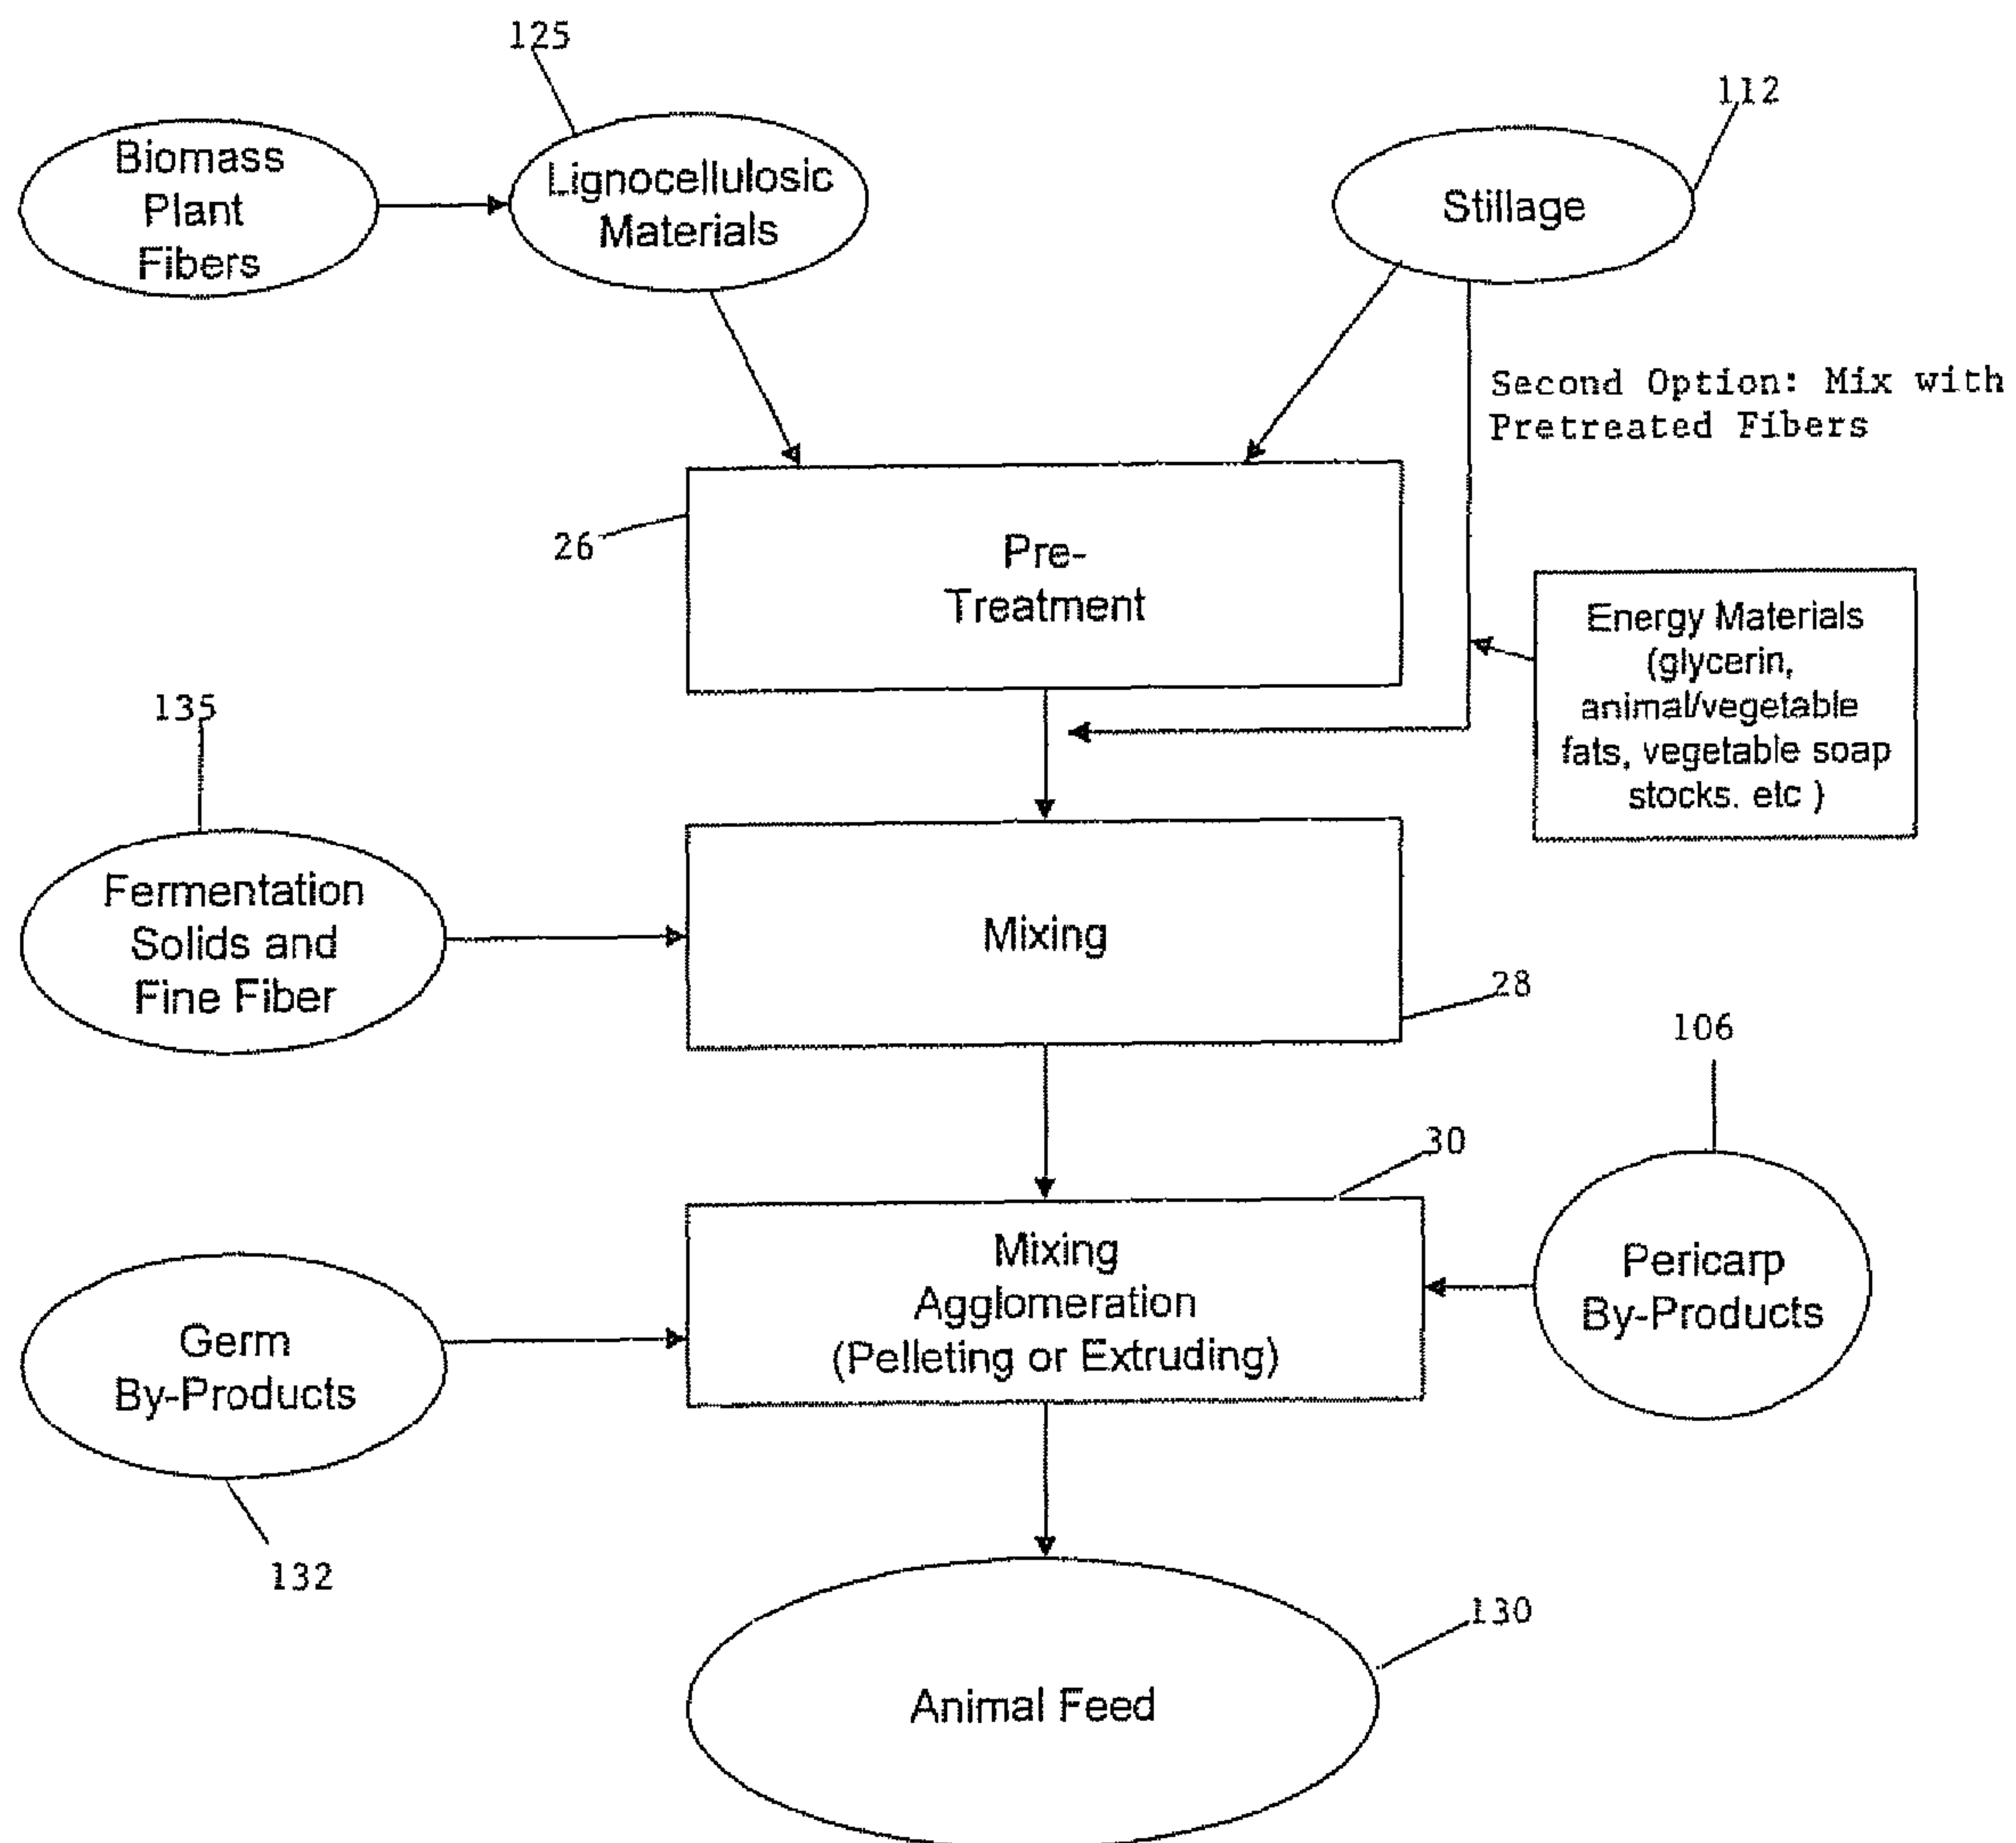 125
112
Biomass
Plant
Fibers
Lignocellulosic
Materials
Stillage
Second Option: Mix with
Pretreated Fibers
26
Pre-
Treatment
Energy Materials
(glycerin,
animal/vegetable
fats, vegetable soap
stocks. etc )
135
Fermentation
Solids and
Fine Fiber
Mixing
28
106
30
Mixing
Agglomeration
(Pelleting or Extruding)
Pericarp
By-Products
Germ
By-Products
132
130
Animal Feed